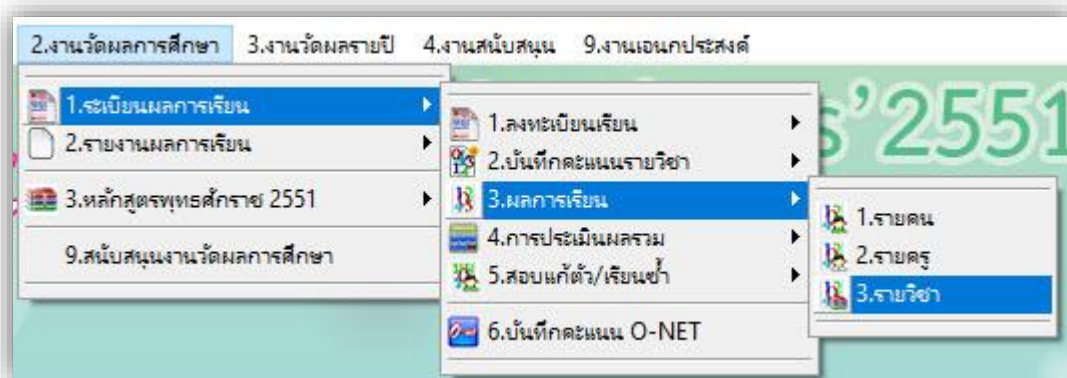 2.งานวัดผลการศึกษา 3.งานวัดผลรายปี 4.งานสนับสนุน 9.งานเอนกประสงค์
1.ระเบียนผลการเรียน
2.รายงานผลการเรียน
3.หลักสูตรพุทธศักราช 2551
9.สนับสนุนงานวัดผลการศึกษา
1.ลงทะเบียนเรียน
2.บันทึกคะแนนรายวิชา
3.ผลการเรียน
4.การประเมินผลรวม
5.สอบแก้ตัว/เรียนซ้ำ
6.บันทึกคะแนน O-NET
1.รายคน
2.รายครู
3.รายวิชา
s’2551